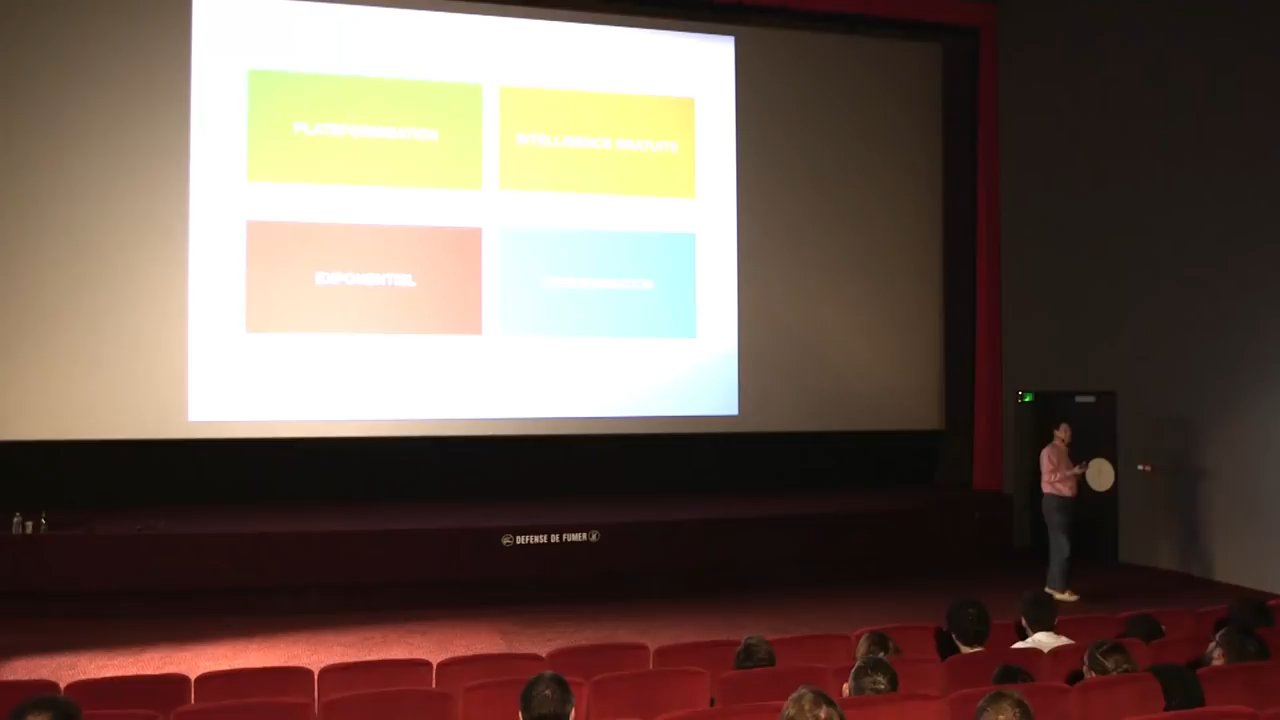 PLATEFORMISATION
INTELLIGENCE GRATUITE
EXPONENTIEL
DEFENSE DE FUMER